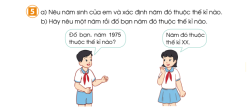 5 a) Nêu năm sinh của em và xác định năm đó thuộc thế kỉ nào.
b) Hãy nêu một năm rồi đố bạn năm đó thuộc thế kỉ nào.
Đố bạn, năm 1975
thuộc thế kỉ nào?
Năm đó thuộc
thế kỉ XX.